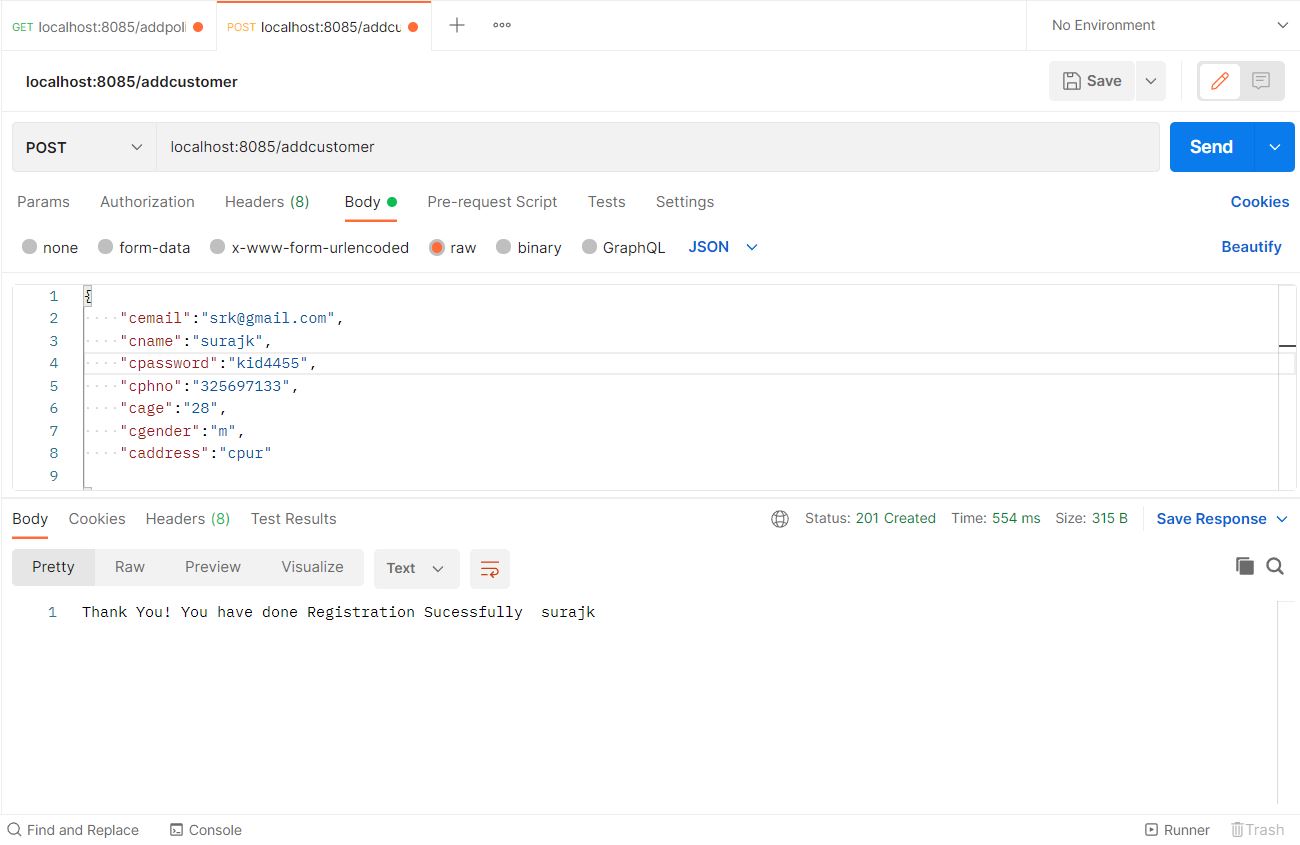 GET localhost:8085/addpoli
POST localhost:8085/addcu
No Environment
localhost:8085/addcustomer
Save
POST
localhost:8085/addcustomer
Send
Params Authorization Headers (8) Body Pre-request Script Tests Settings Cookies
none form-data x-www-form-urlencoded raw binary GraphQL JSON Beautify
1 {
2 "cemail":"srk@gmail.com",
3 "cname":"surajk",
4 "cpassword":"kid4455",
5 "cphno":"325697133",
6 "cage":"28",
7 "cgender":"m",
8 "caddress":"cpur"
9
Body Cookies Headers (8) Test Results Status: 201 Created Time: 554 ms Size: 315 B Save Response
Pretty Raw Preview Visualize Text
1 Thank You! You have done Registration Sucessfully  surajk
Find and Replace Console Runner Trash